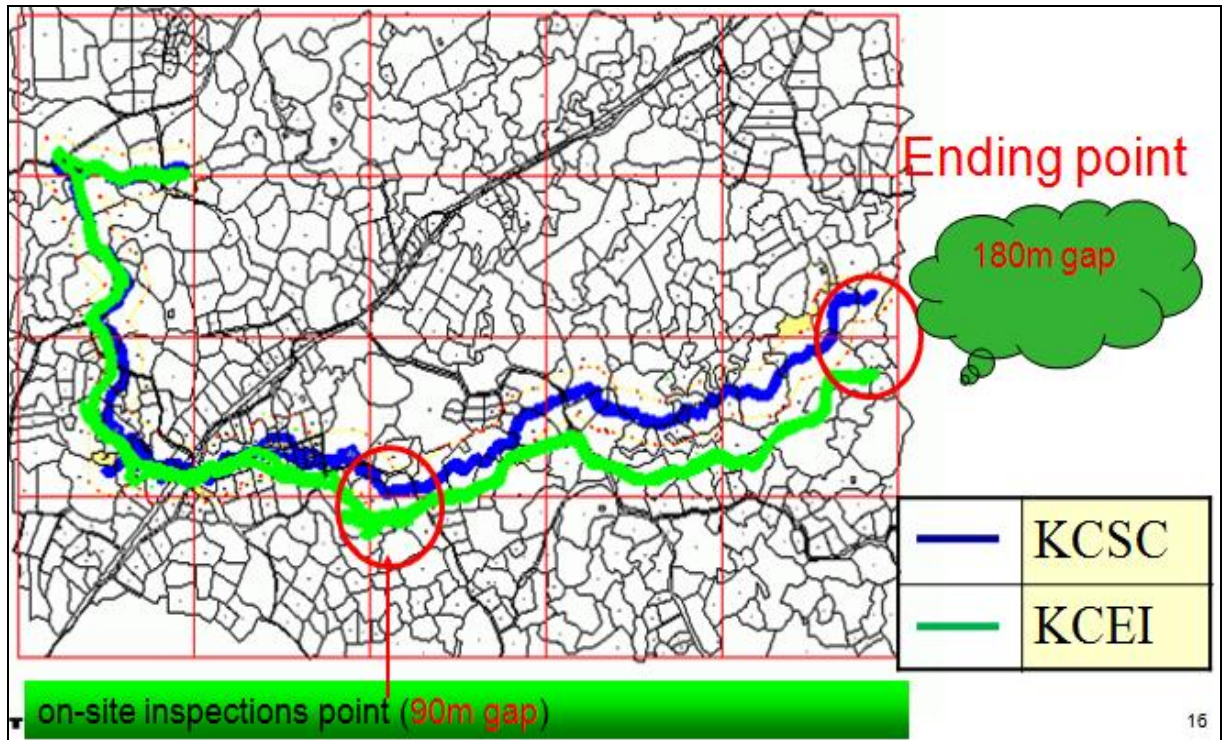 Ending point
180m gap
KCSC
KCEI
on-site inspections point (90m gap)
16